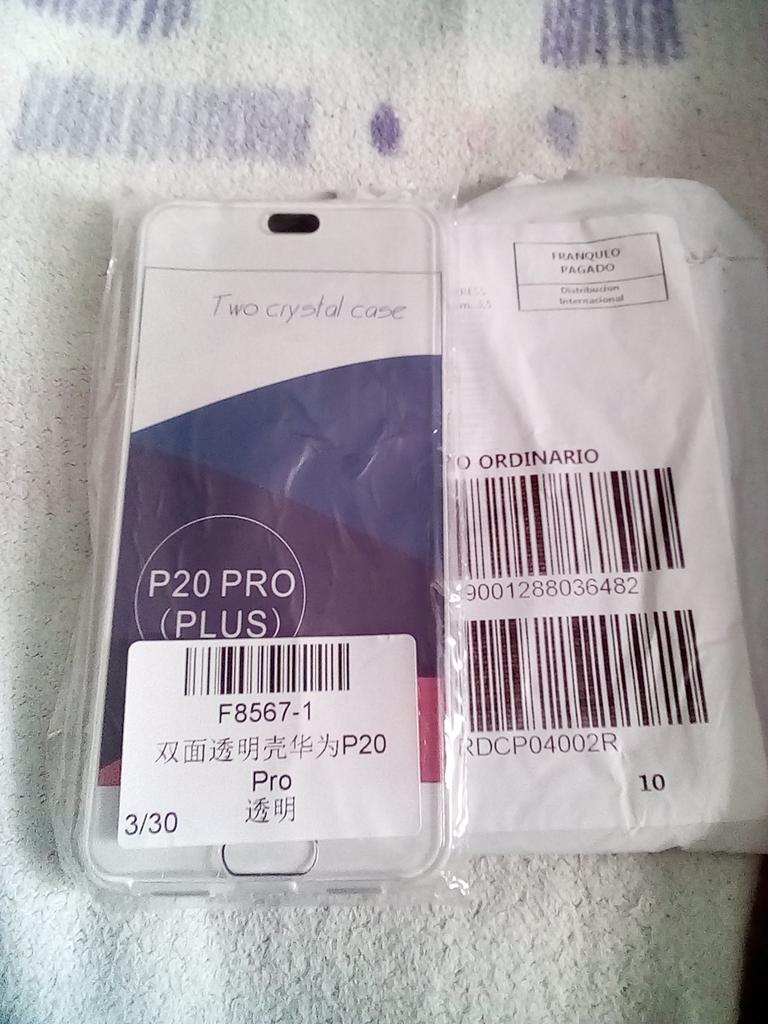 Two crystal case
P20 PRO
(PLUS)
F8567-1
双面透明壳华为P20
Pro
透明
3/30
FRANQUEO
PAGADO
Distribucion
Internacional
O ORDINARIO
9001288036482
RDCP04002R
10